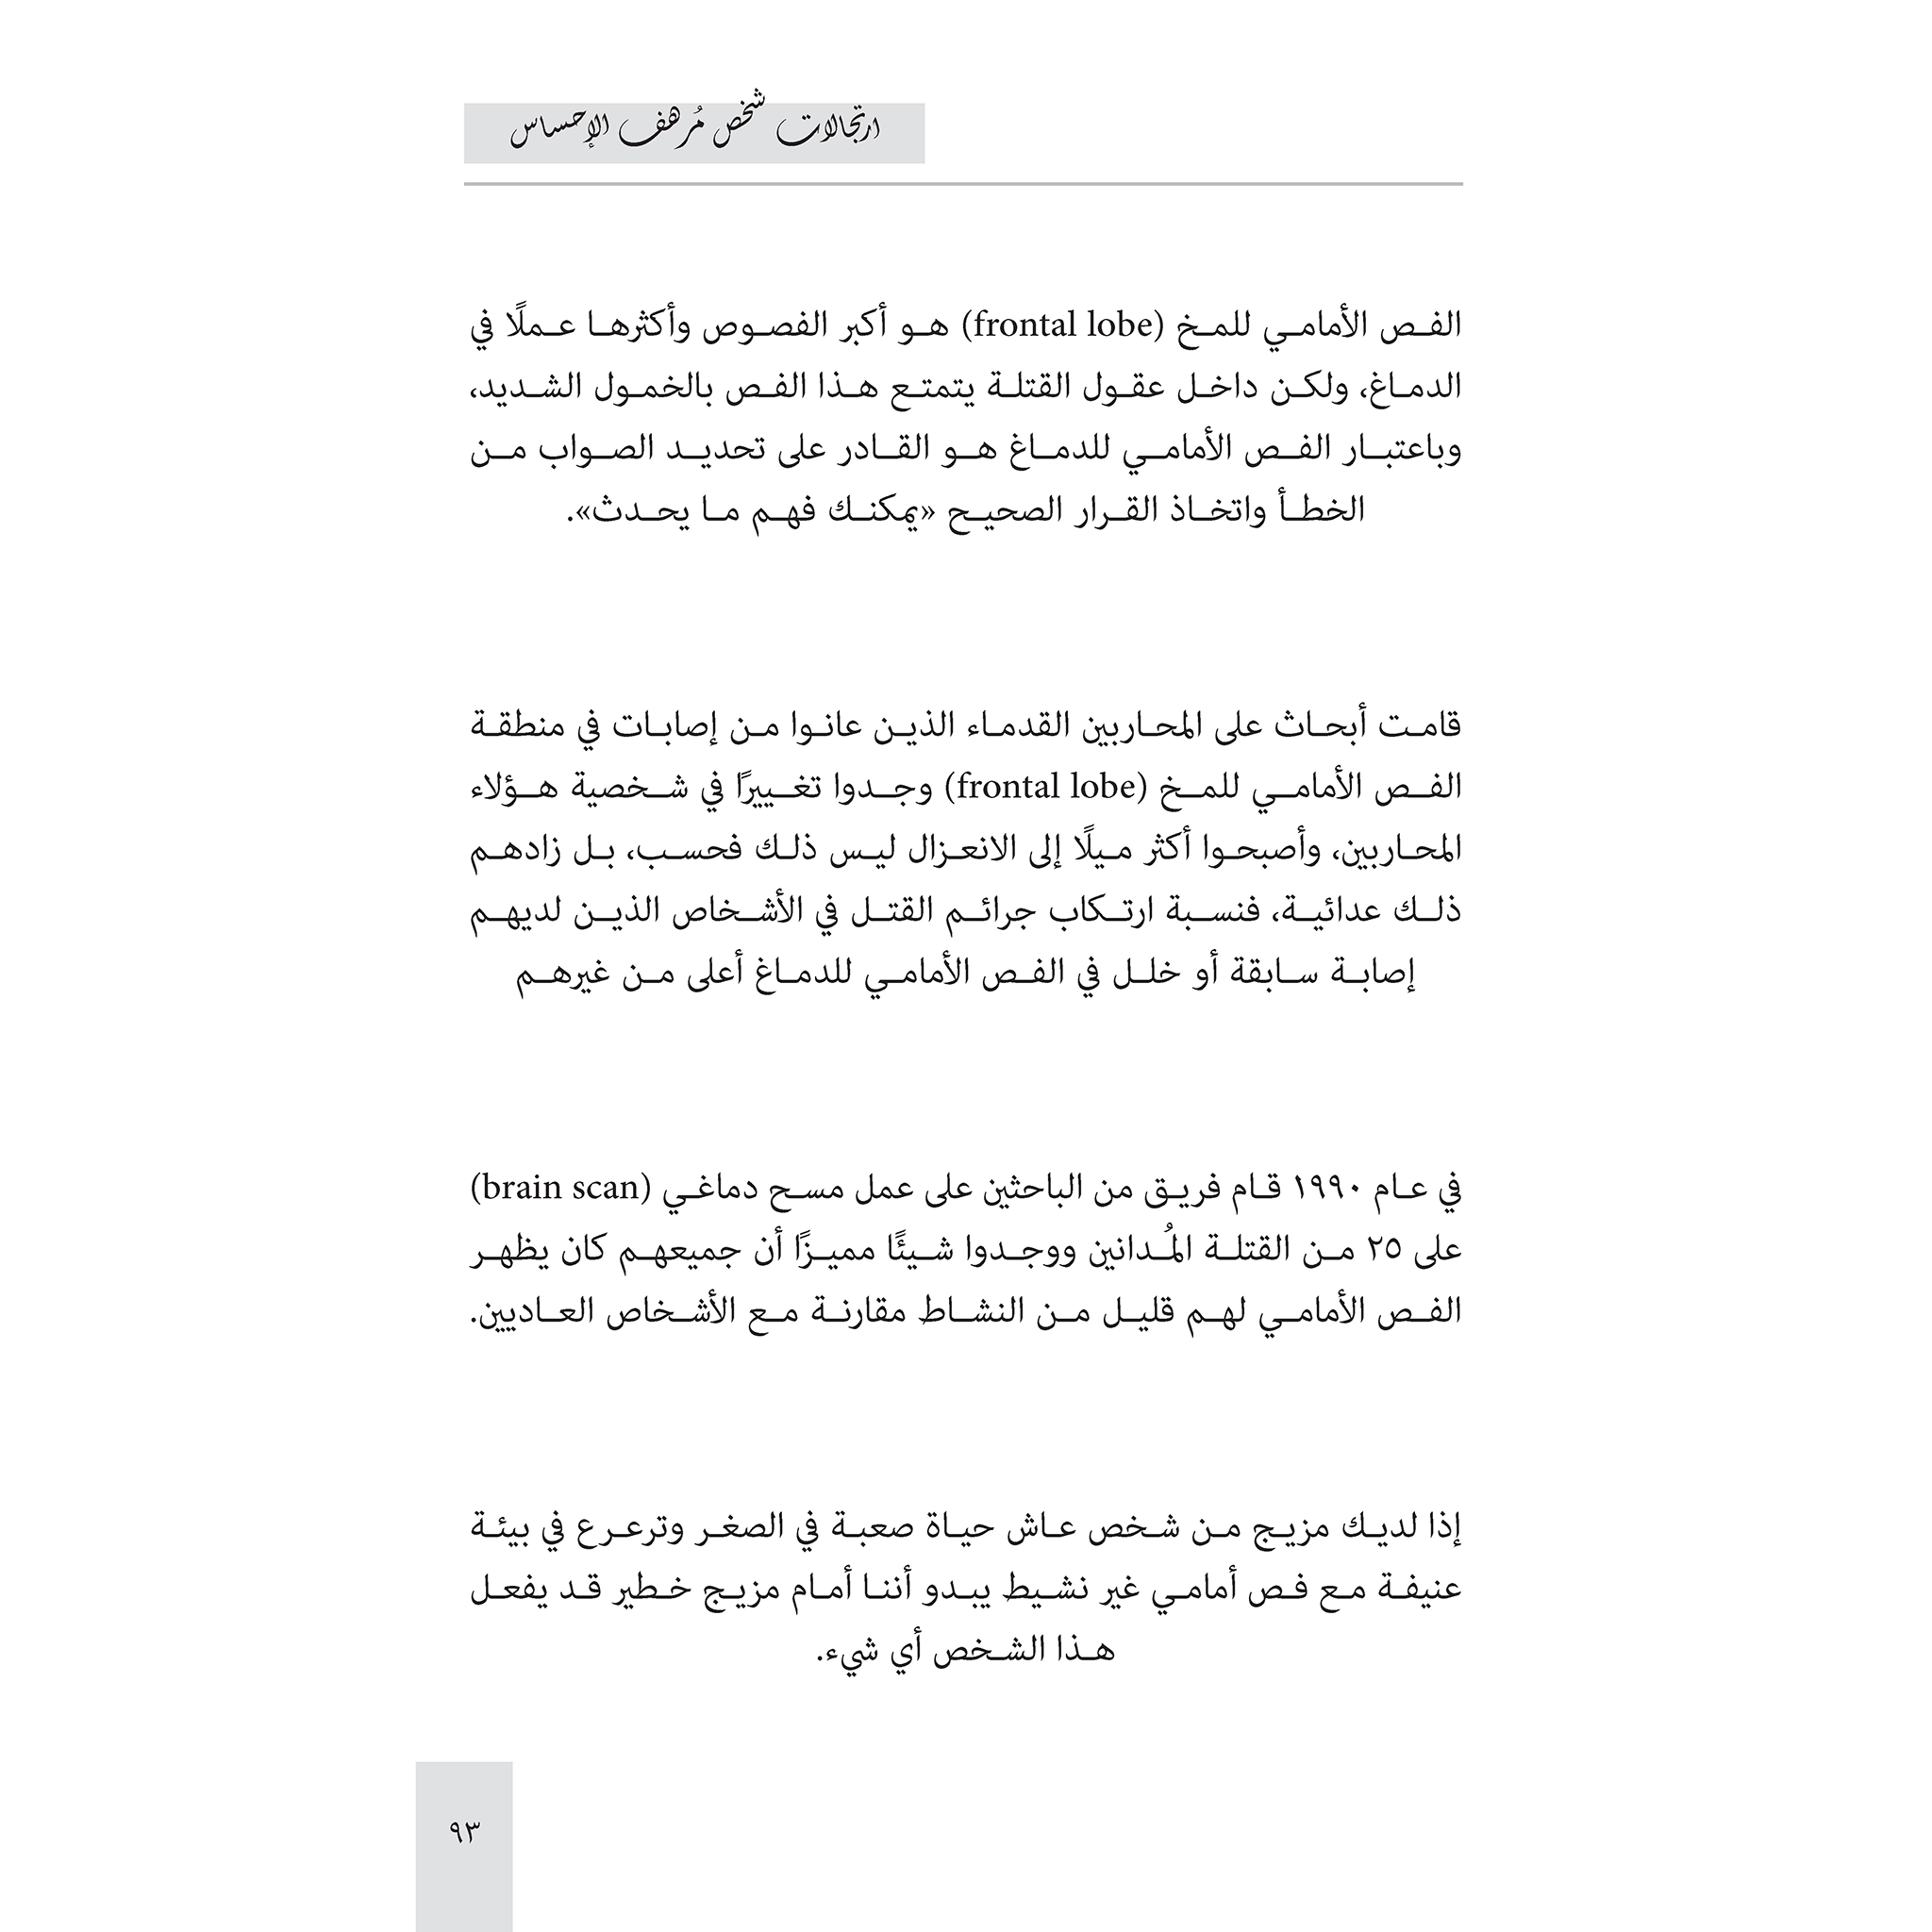 ارتجالات شخص مُرهف الإحساس
الفص الأمامي للمخ (frontal lobe) هو أكبر الفصوص وأكثرها عملًا في
الدماغ، ولكن داخل عقول القتلة يتمتع هذا الفص بالخمول الشديد،
وباعتبار الفص الأمامي للدماغ هو القادر على تحديد الصواب من
الخطأ واتخاذ القرار الصحيح «يمكنك فهم ما يحدث».
قامت أبحاث على المحاربين القدماء الذين عانوا من إصابات في منطقة
الفص الأمامي للمخ (frontal lobe) وجدوا تغييرًا في شخصية هؤلاء
المحاربين، وأصبحوا أكثر ميلًا إلى الانعزال ليس ذلك فحسب، بل زادهم
ذلك عدائية، فنسبة ارتكاب جرائم القتل في الأشخاص الذين لديهم
إصابة سابقة أو خلل في الفص الأمامي للدماغ أعلى من غيرهم
في عام ١٩٩٠ قام فريق من الباحثين على عمل مسح دماغي (brain scan)
على ٢٥ من القتلة المُدانين ووجدوا شيئًا مميزًا أن جميعهم كان يظهر
الفص الأمامي لهم قليل من النشاط مقارنة مع الأشخاص العاديين.
إذا لديك مزيج من شخص عاش حياة صعبة في الصغر وترعرع في بيئة
عنيفة مع فص أمامي غير نشيط يبدو أننا أمام مزيج خطير قد يفعل
هذا الشخص أي شيء.
٩٣